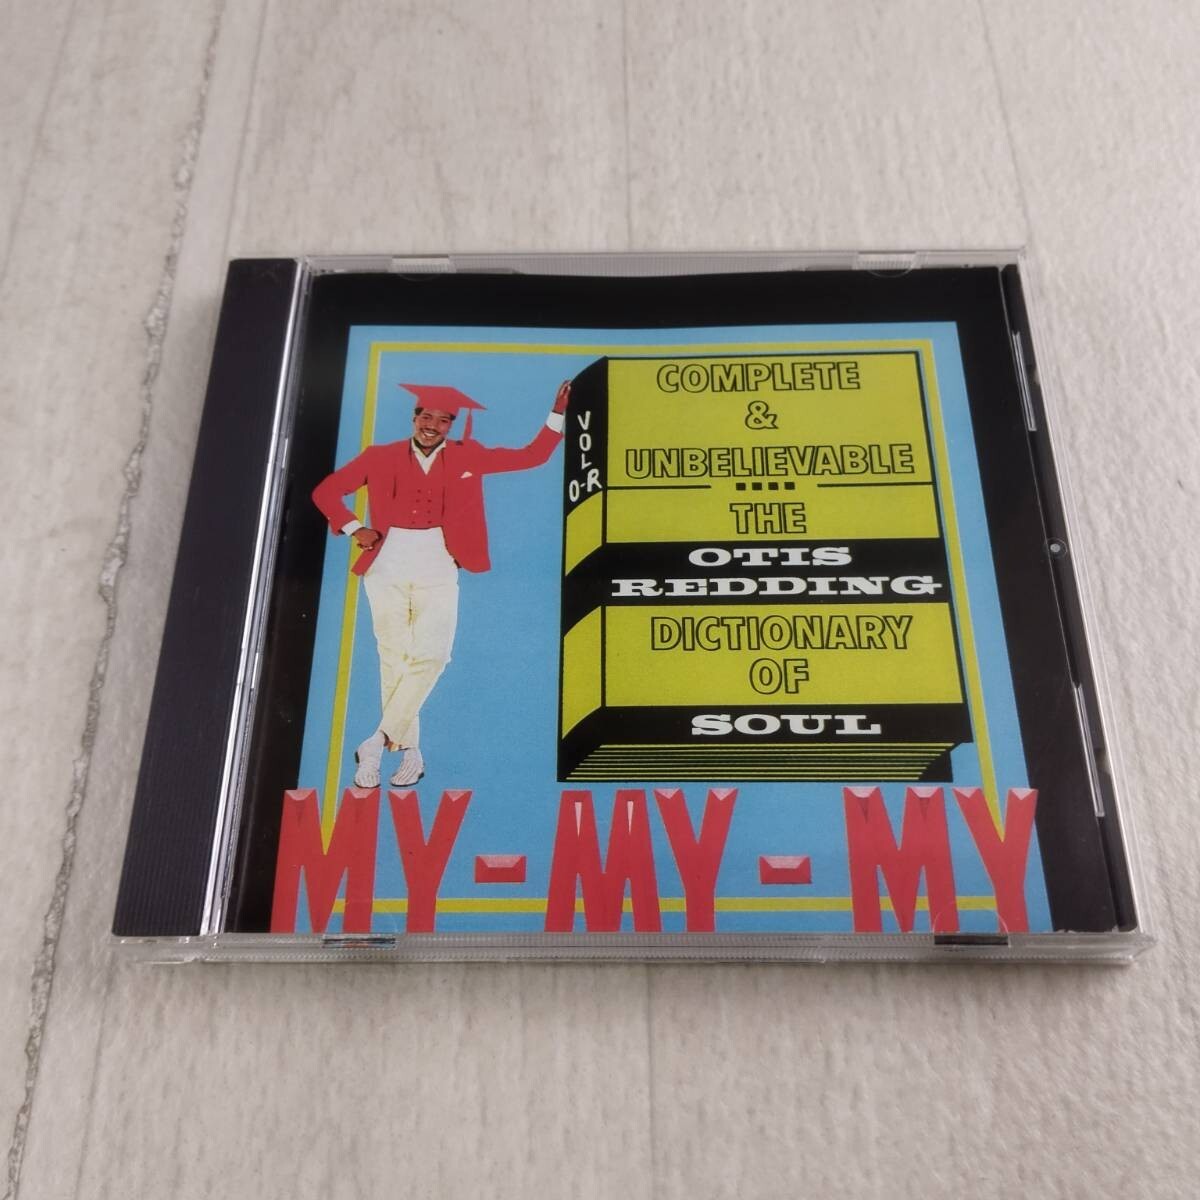 VOL
O-R
COMPLETE
&
UNBELIEVABLE
THE
OTIS
REDDING
DICTIONARY
OF
SOUL
MY-MY-MY